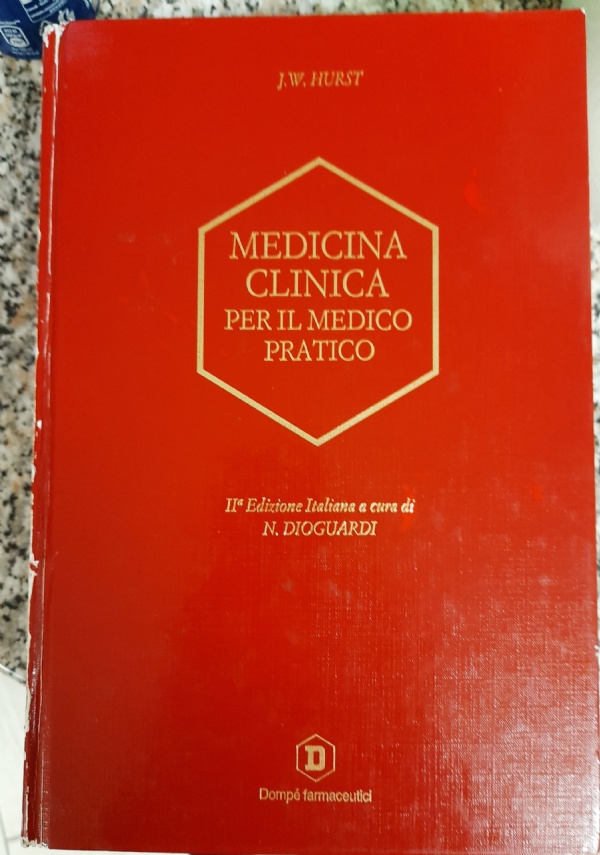 J.W. HURST
MEDICINA
CLINICA
PER IL MEDICO
PRATICO
IIª Edizione Italiana a cura di
N. DIOGUARDI
D
Dompé farmaceutici